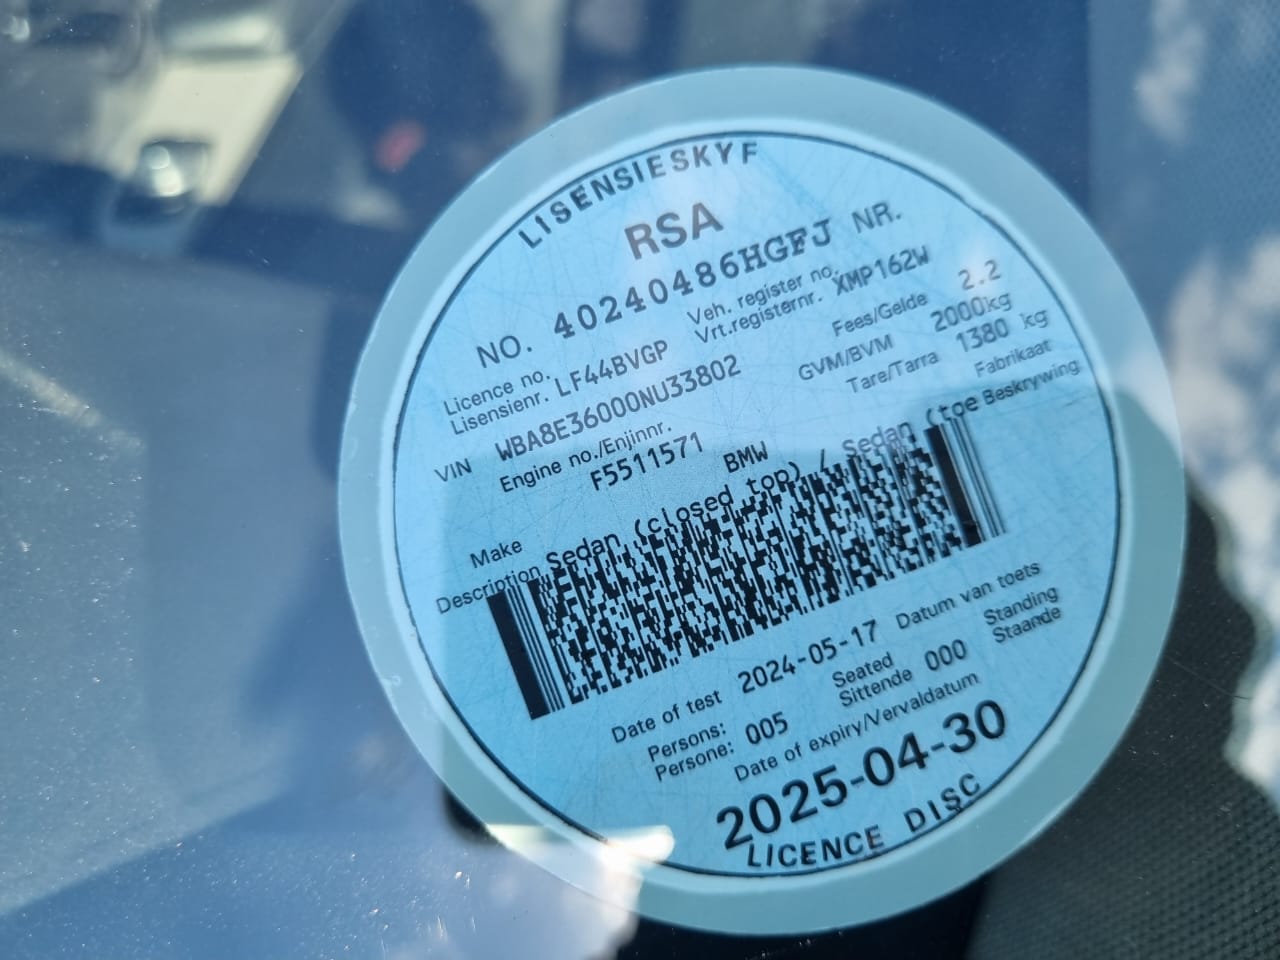 LISENSIESKYF
RSA
NO. 40240486HGFJ NR.
Licence no. Veh. register no.
Lisensienr. LF44BVGP Vrt.registernr. XMP162W
Fees/Gelde 2.2
VIN WBA8E36000NU33802 GVM/BVM 2000kg
Engine no./Enjinnr. Tare/Tarra 1380 kg
F5511571
Make BMW Fabrikaat
Description Sedan (closed top) / Sedan (toe Beskrywing
Date of test 2024-05-17 Datum van toets
Persons: Seated Standing
Persone: 005 Sittende 000 Staande
Date of expiry/Vervaldatum
2025-04-30
LICENCE DISC